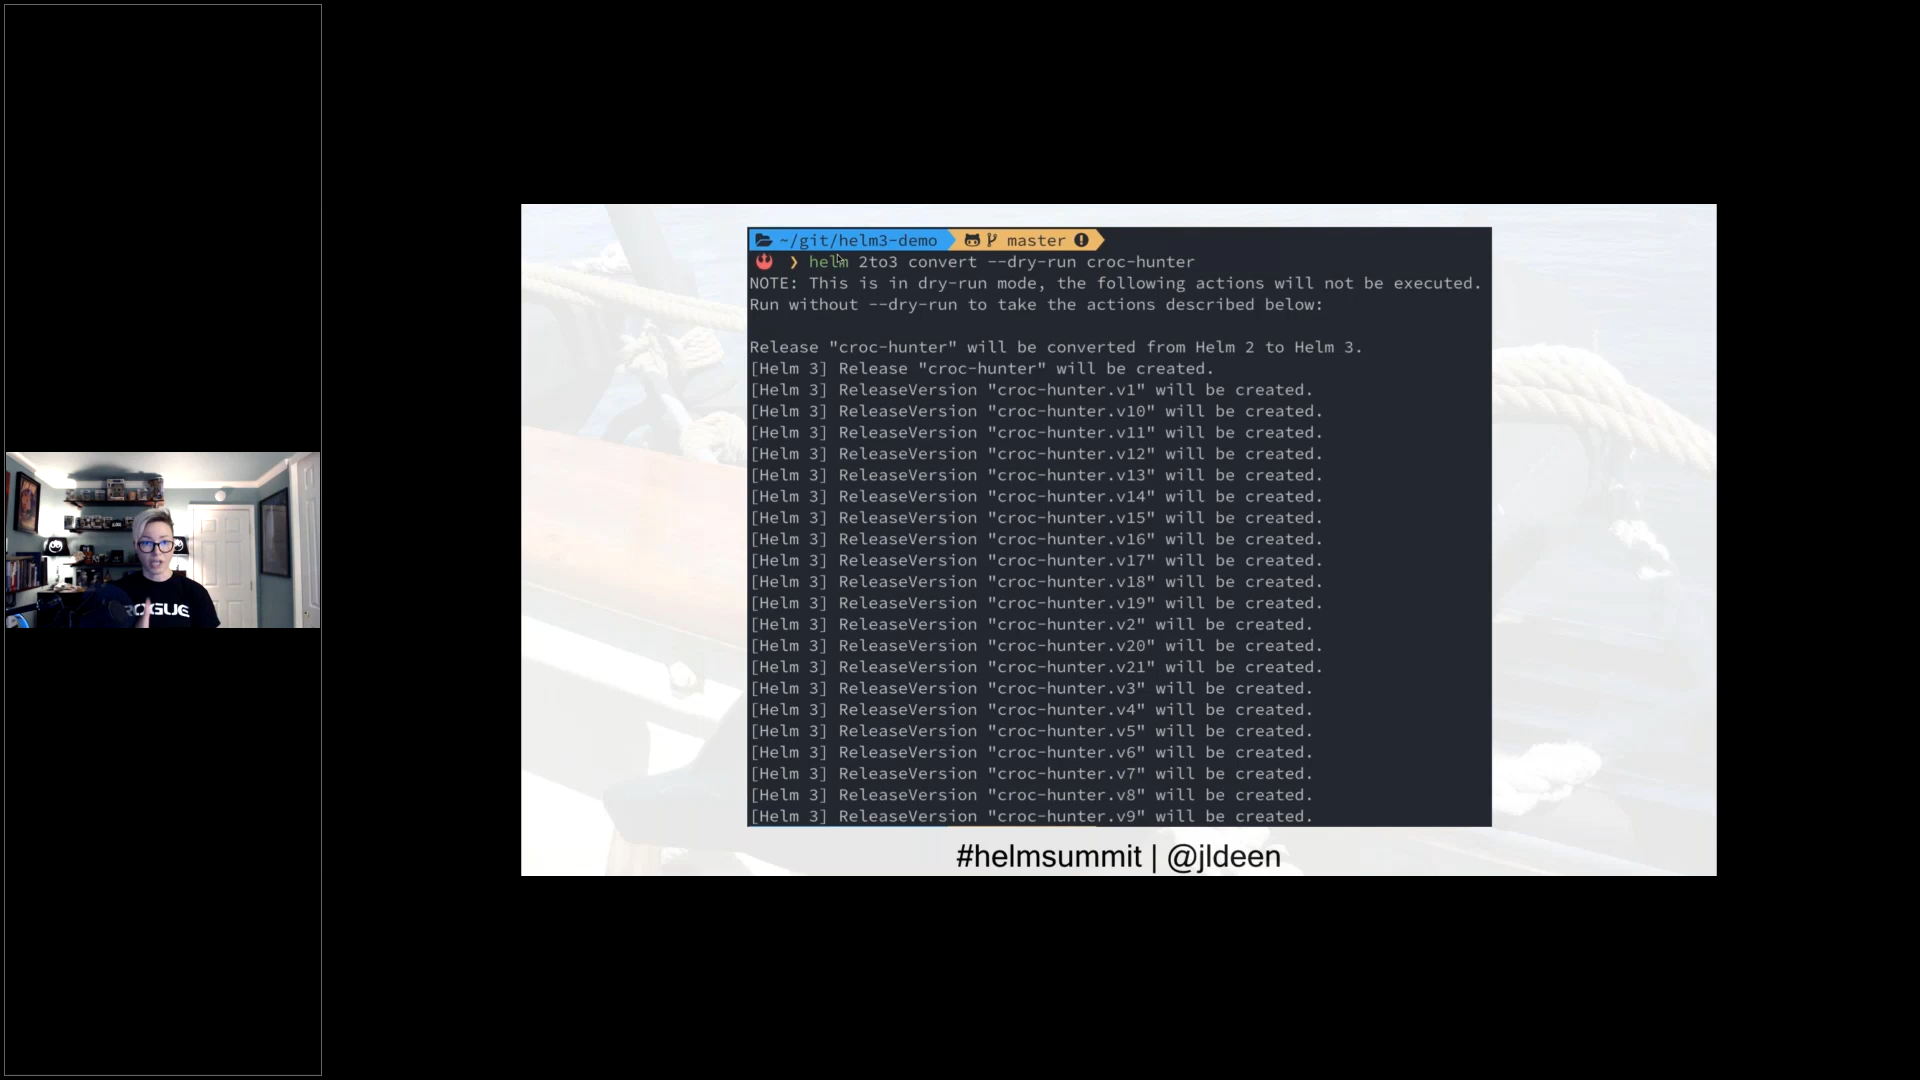 ~/git/helm3-demo master
❯ helm 2to3 convert --dry-run croc-hunter
NOTE: This is in dry-run mode, the following actions will not be executed.
Run without --dry-run to take the actions described below:
Release "croc-hunter" will be converted from Helm 2 to Helm 3.
[Helm 3] Release "croc-hunter" will be created.
[Helm 3] ReleaseVersion "croc-hunter.v1" will be created.
[Helm 3] ReleaseVersion "croc-hunter.v10" will be created.
[Helm 3] ReleaseVersion "croc-hunter.v11" will be created.
[Helm 3] ReleaseVersion "croc-hunter.v12" will be created.
[Helm 3] ReleaseVersion "croc-hunter.v13" will be created.
[Helm 3] ReleaseVersion "croc-hunter.v14" will be created.
[Helm 3] ReleaseVersion "croc-hunter.v15" will be created.
[Helm 3] ReleaseVersion "croc-hunter.v16" will be created.
[Helm 3] ReleaseVersion "croc-hunter.v17" will be created.
[Helm 3] ReleaseVersion "croc-hunter.v18" will be created.
[Helm 3] ReleaseVersion "croc-hunter.v19" will be created.
[Helm 3] ReleaseVersion "croc-hunter.v2" will be created.
[Helm 3] ReleaseVersion "croc-hunter.v20" will be created.
[Helm 3] ReleaseVersion "croc-hunter.v21" will be created.
[Helm 3] ReleaseVersion "croc-hunter.v3" will be created.
[Helm 3] ReleaseVersion "croc-hunter.v4" will be created.
[Helm 3] ReleaseVersion "croc-hunter.v5" will be created.
[Helm 3] ReleaseVersion "croc-hunter.v6" will be created.
[Helm 3] ReleaseVersion "croc-hunter.v7" will be created.
[Helm 3] ReleaseVersion "croc-hunter.v8" will be created.
[Helm 3] ReleaseVersion "croc-hunter.v9" will be created.
#helmsummit | @jldeen
ROGUE